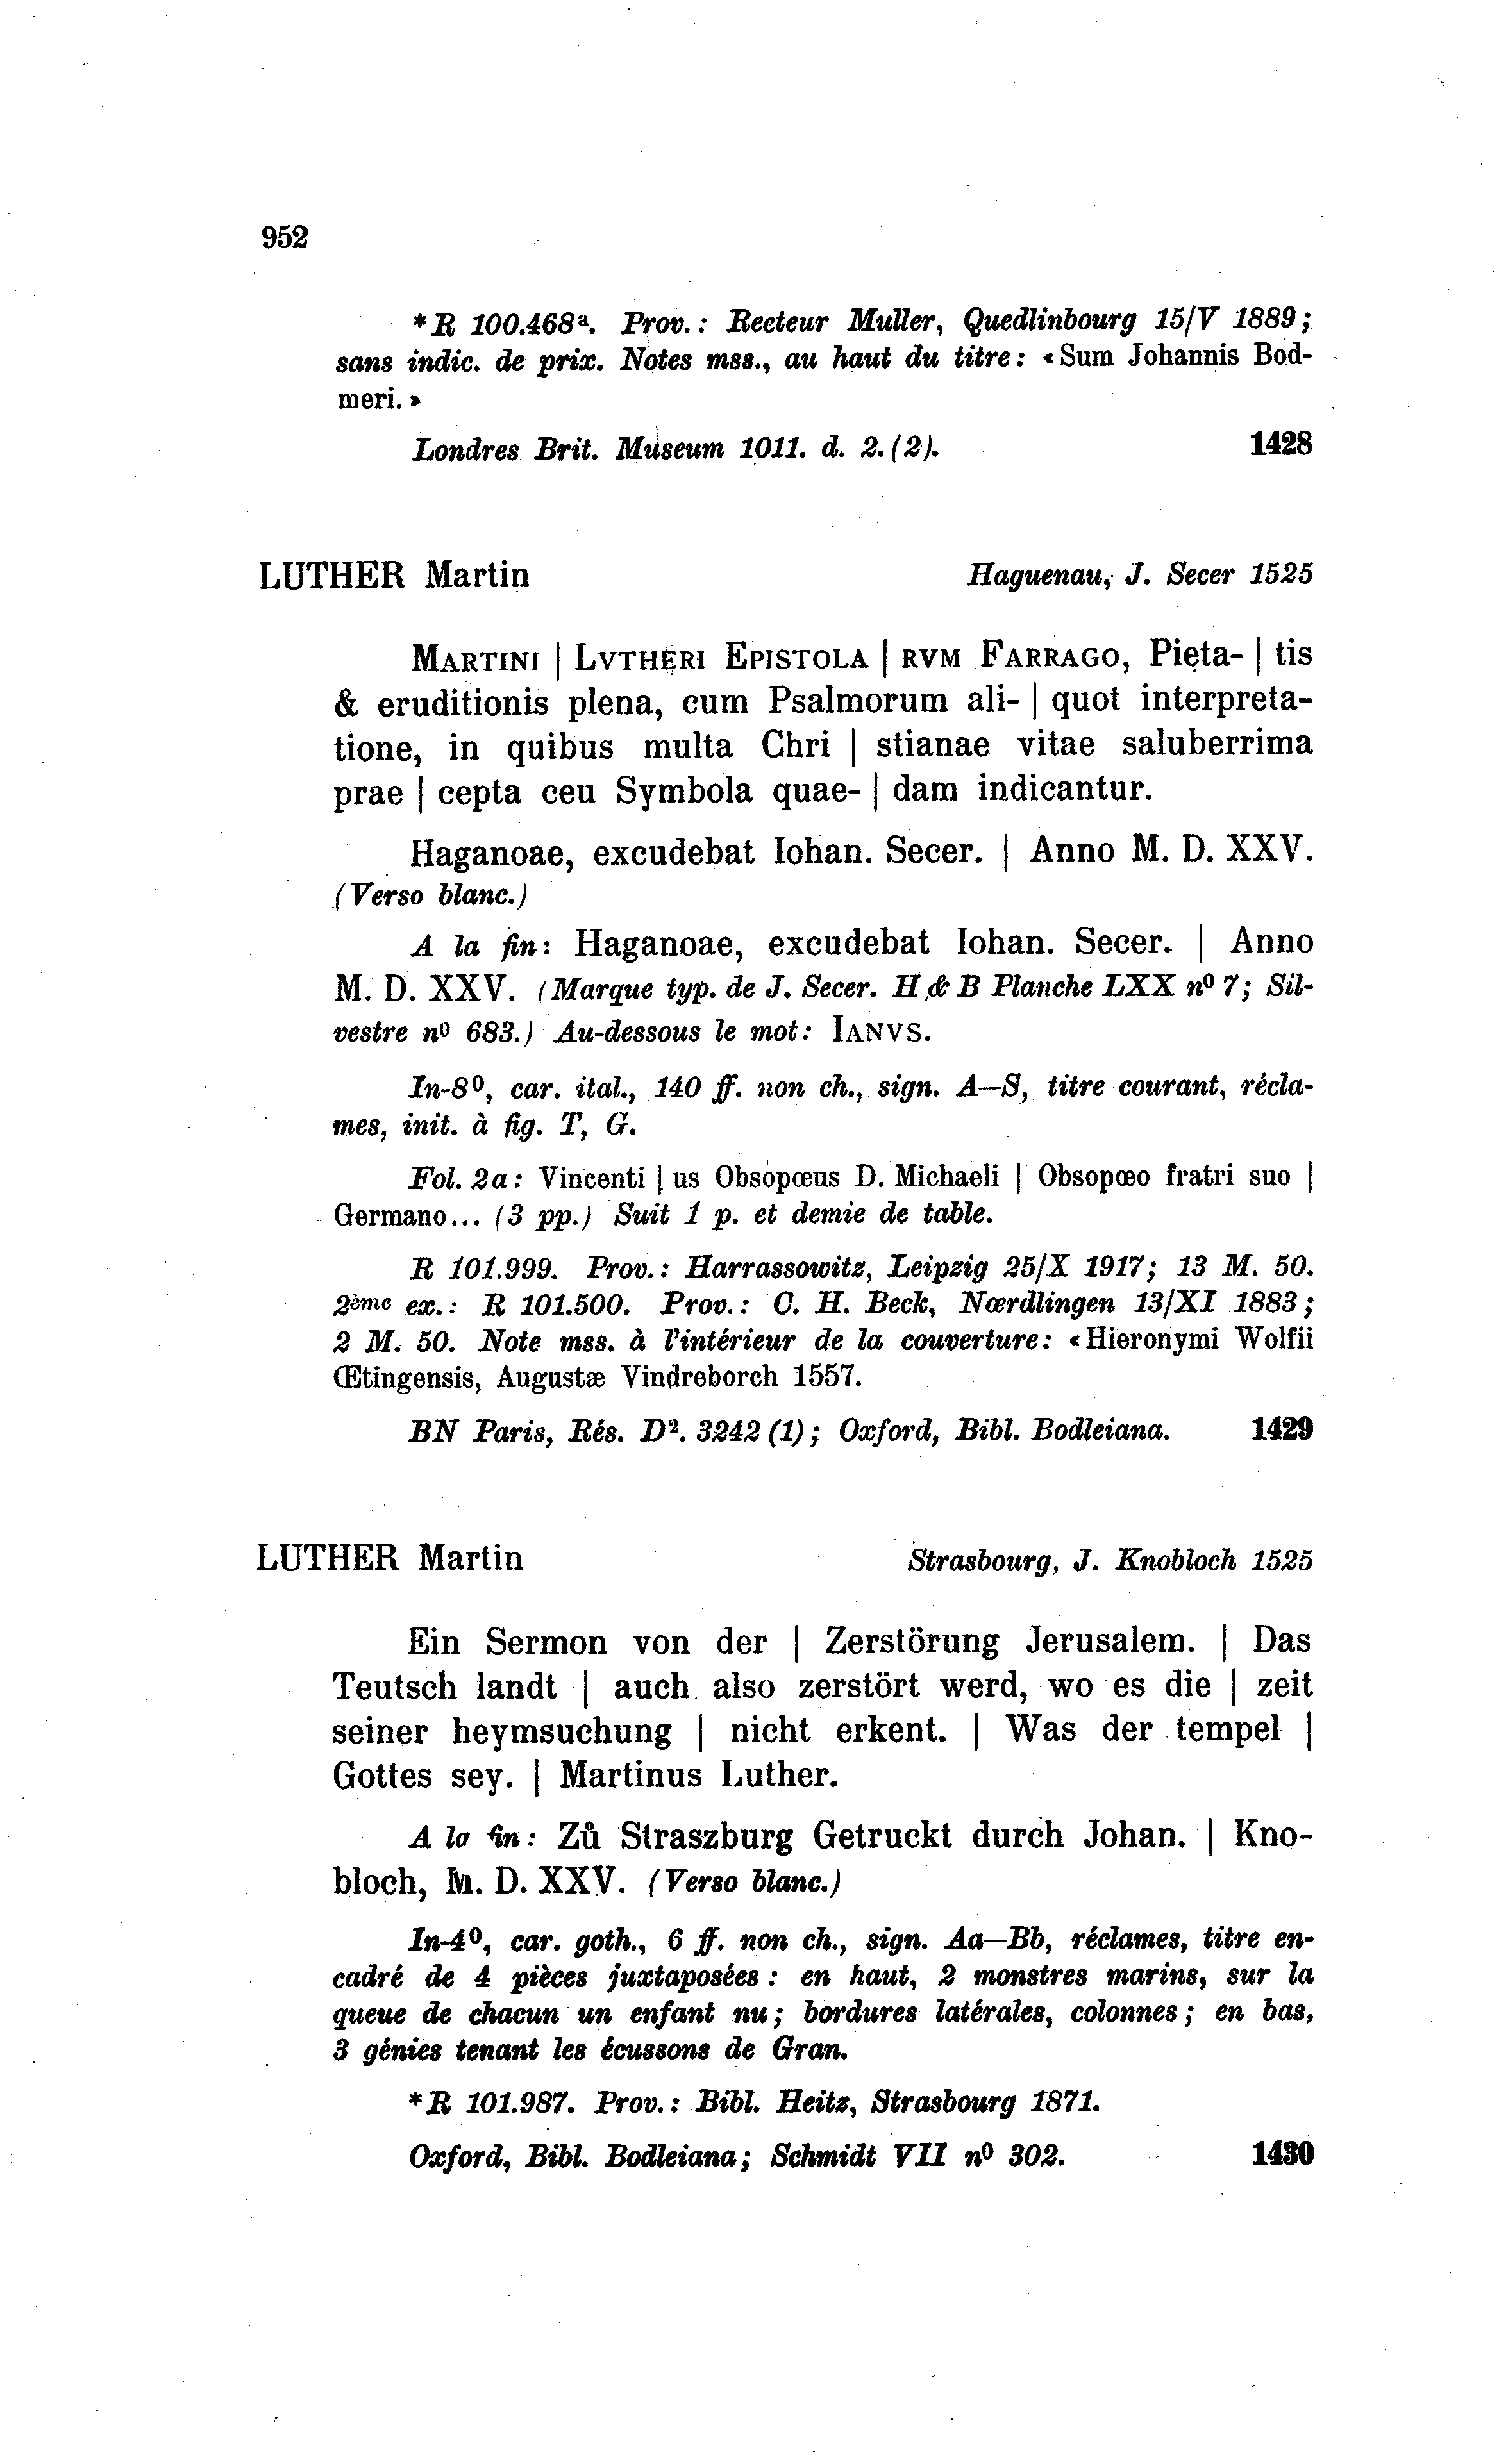 952
*R 100.468ª. Prov.: Recteur Muller, Quedlinbourg 15/V 1889;
sans indic. de prix. Notes mss., au haut du titre: «Sum Johannis Bod-
meri.»
Londres Brit. Museum 1011. d. 2. (2). 1428
LUTHER Martin Haguenau, J. Secer 1525
MARTINI | LVTHERI EPISTOLA | RVM FARRAGO, Pieta- | tis
& eruditionis plena, cum Psalmorum ali- | quot interpreta-
tione, in quibus multa Chri | stianae vitae saluberrima
prae | cepta ceu Symbola quae- | dam indicantur.
Haganoae, excudebat Iohan. Secer. | Anno M. D. XXV.
(Verso blanc.)
A la fin: Haganoae, excudebat Iohan. Secer. | Anno
M. D. XXV. (Marque typ. de J. Secer. H & B Planche LXX nº 7; Sil-
vestre nº 683.) Au-dessous le mot: IANVS.
In-8º, car. ital., 140 ff. non ch., sign. A—S, titre courant, récla-
mes, init. à fig. T, G.
Fol. 2a: Vincenti | us Obsopœus D. Michaeli | Obsopœo fratri suo |
Germano... (3 pp.) Suit 1 p. et demie de table.
R 101.999. Prov.: Harrassowitz, Leipzig 25/X 1917; 13 M. 50.
2ème ex.: R 101.500. Prov.: C. H. Beck, Nœrdlingen 13/XI 1883;
2 M. 50. Note mss. à l'intérieur de la couverture: «Hieronymi Wolfii
Œtingensis, Augustæ Vindreborch 1557.
BN Paris, Rés. D². 3242 (1); Oxford, Bibl. Bodleiana. 1429
LUTHER Martin Strasbourg, J. Knobloch 1525
Ein Sermon von der | Zerstörung Jerusalem. | Das
Teutsch landt | auch also zerstört werd, wo es die | zeit
seiner heymsuchung | nicht erkent. | Was der tempel |
Gottes sey. | Martinus Luther.
A la fin: Zů Straszburg Getruckt durch Johan. | Kno-
bloch, M. D. XXV. (Verso blanc.)
In-4º, car. goth., 6 ff. non ch., sign. Aa—Bb, réclames, titre en-
cadré de 4 pièces juxtaposées : en haut, 2 monstres marins, sur la
queue de chacun un enfant nu; bordures latérales, colonnes; en bas,
3 génies tenant les écussons de Gran.
*R 101.987. Prov.: Bibl. Heitz, Strasbourg 1871.
Oxford, Bibl. Bodleiana; Schmidt VII nº 302. 1430